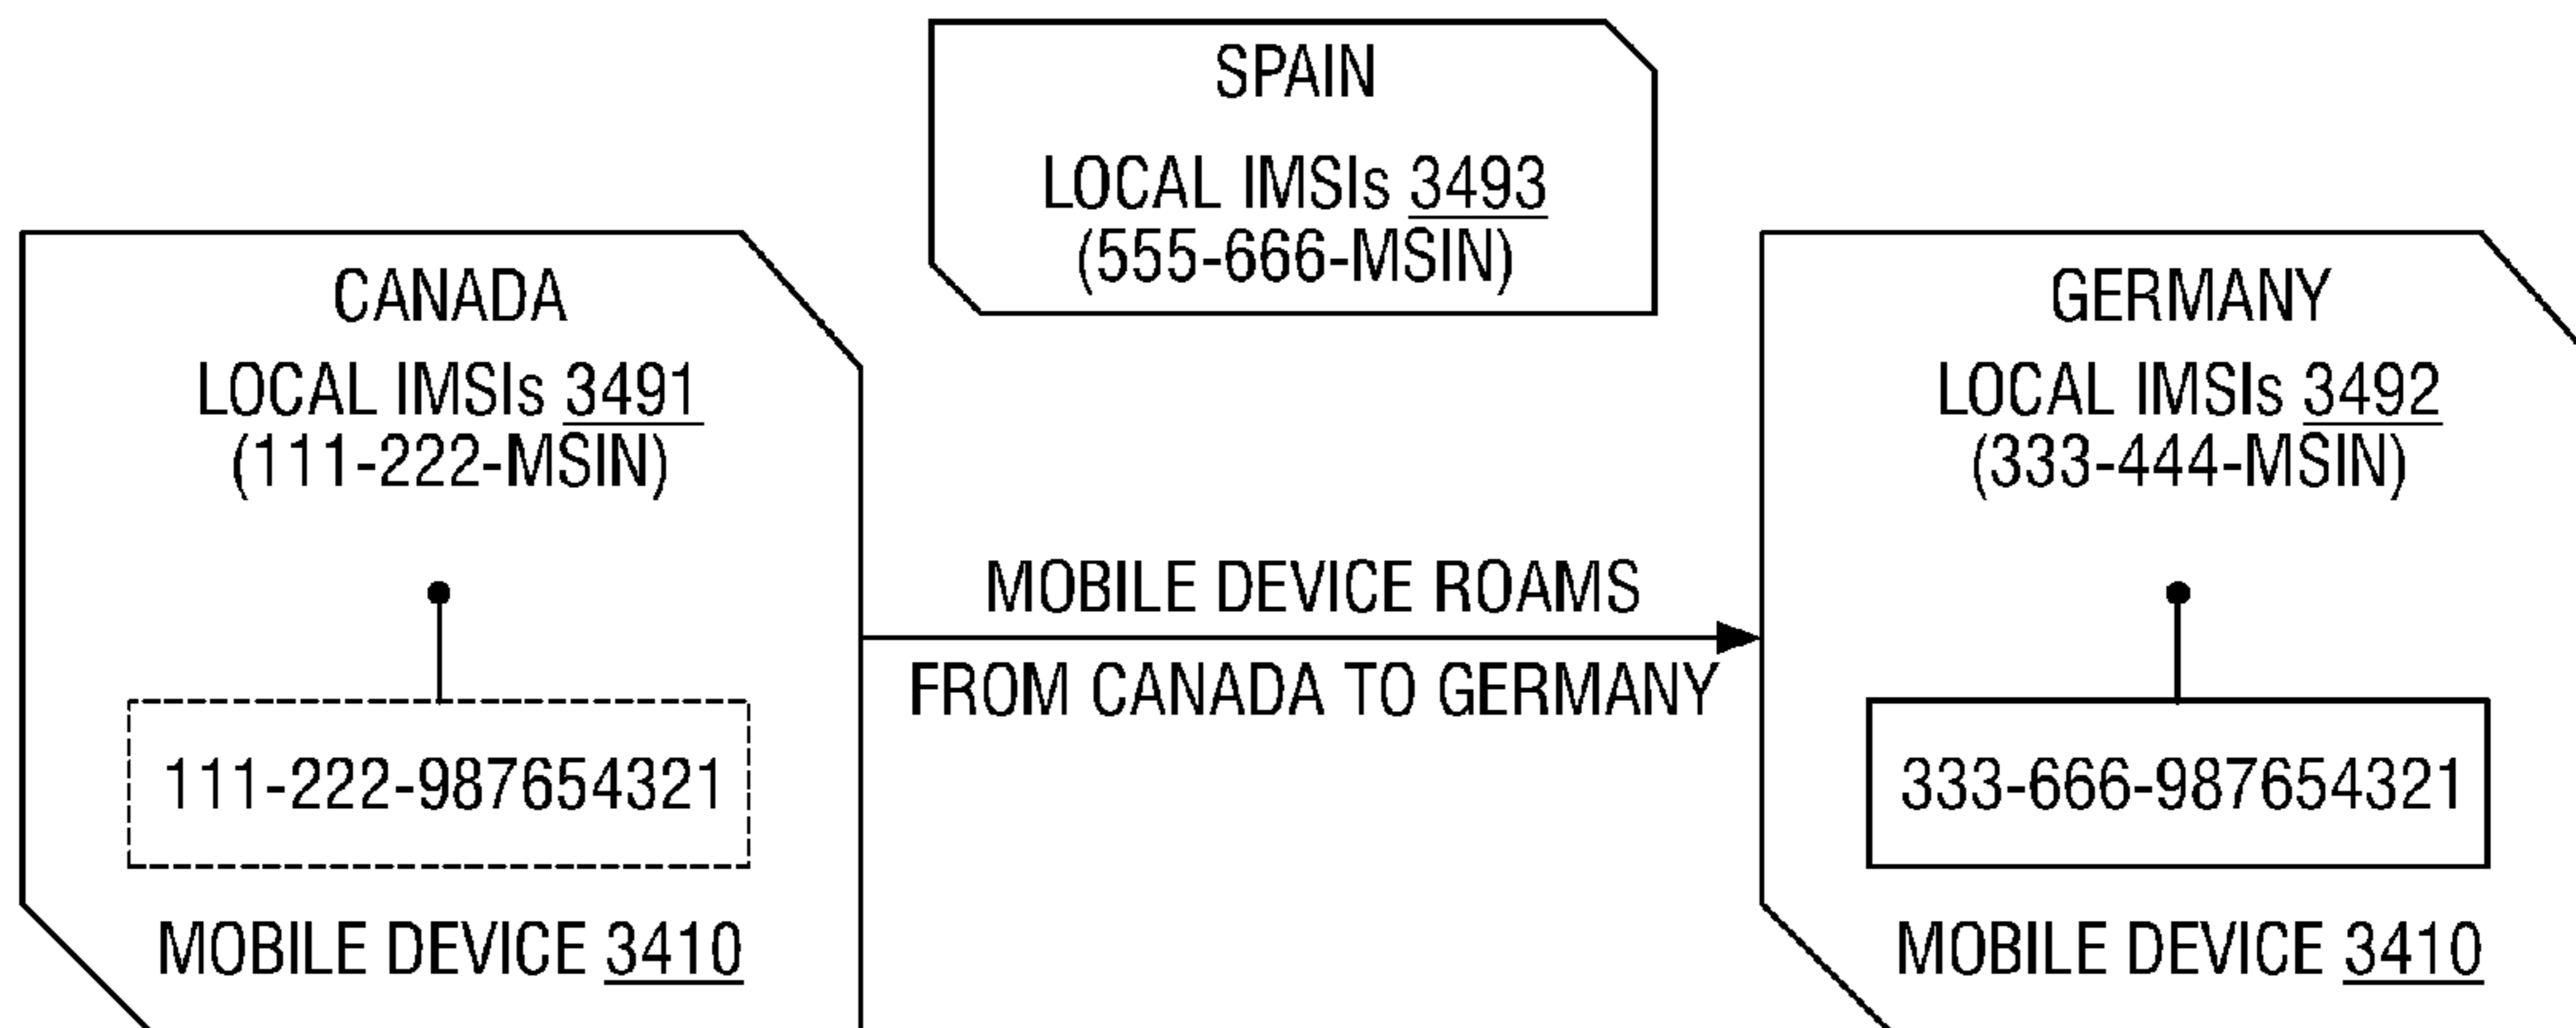 SPAIN
LOCAL IMSIs 3493
(555-666-MSIN)
CANADA
LOCAL IMSIs 3491
(111-222-MSIN)
111-222-987654321
MOBILE DEVICE 3410
MOBILE DEVICE ROAMS
FROM CANADA TO GERMANY
GERMANY
LOCAL IMSIs 3492
(333-444-MSIN)
333-666-987654321
MOBILE DEVICE 3410